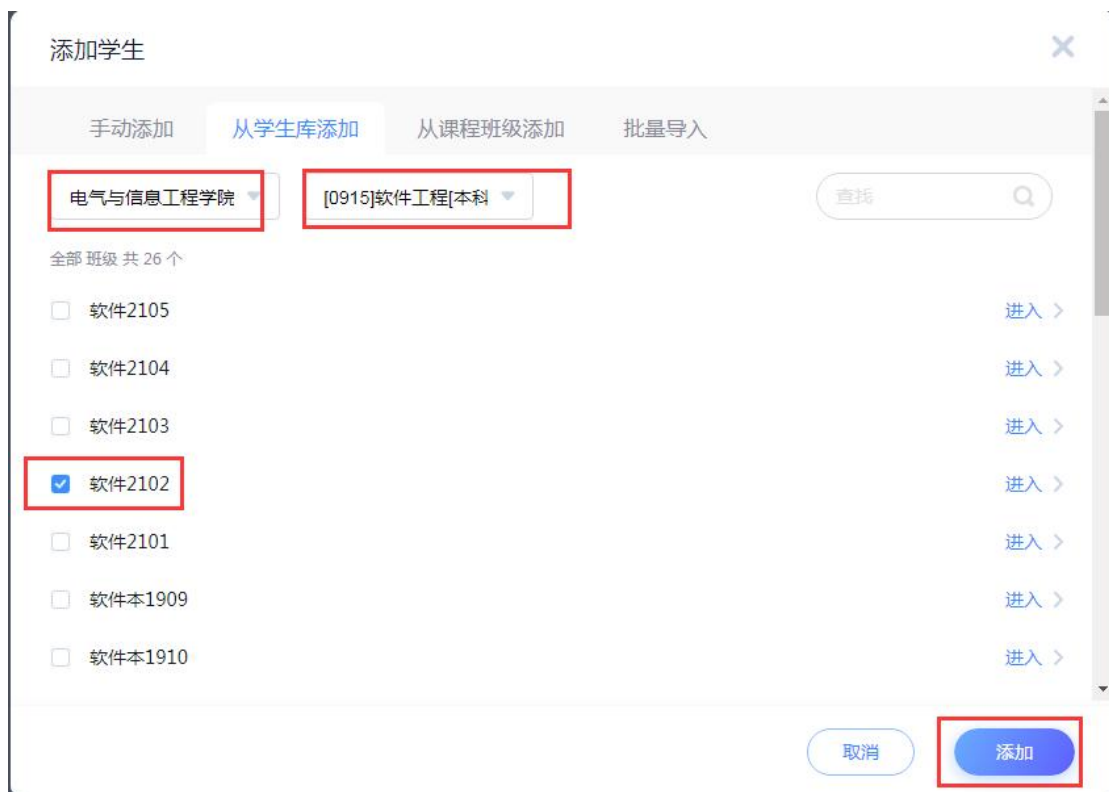 添加学生
手动添加 从学生库添加 从课程班级添加 批量导入
电气与信息工程学院 [0915]软件工程[本科 查找
全部 班级 共 26 个
软件2105 进入
软件2104 进入
软件2103 进入
软件2102 进入
软件2101 进入
软件本1909 进入
软件本1910 进入
取消 添加